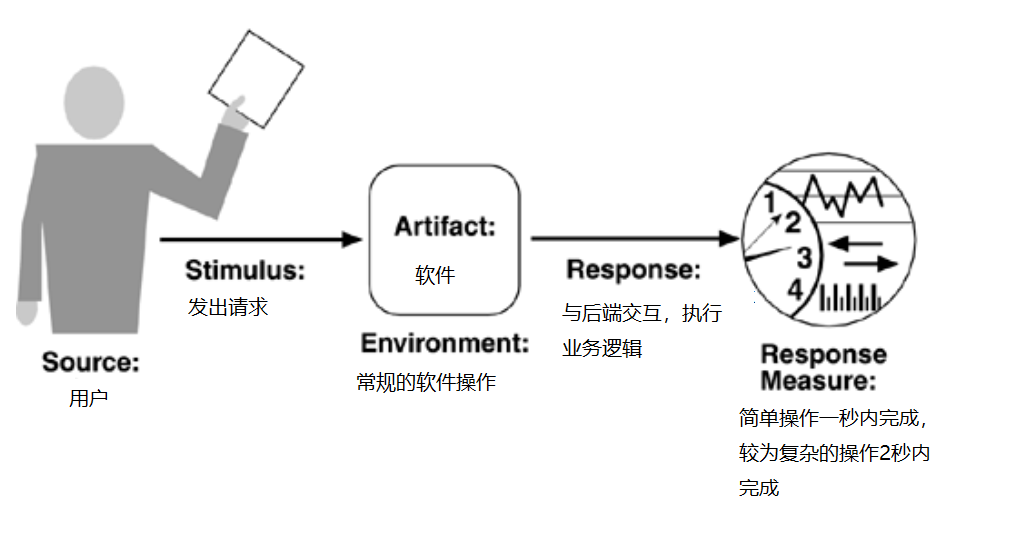 Source:
用户
Stimulus:
发出请求
Artifact:
软件
Environment:
常规的软件操作
Response:
与后端交互，执行
业务逻辑
1
2
3
4
Response
Measure:
简单操作一秒内完成，
较为复杂的操作2秒内
完成